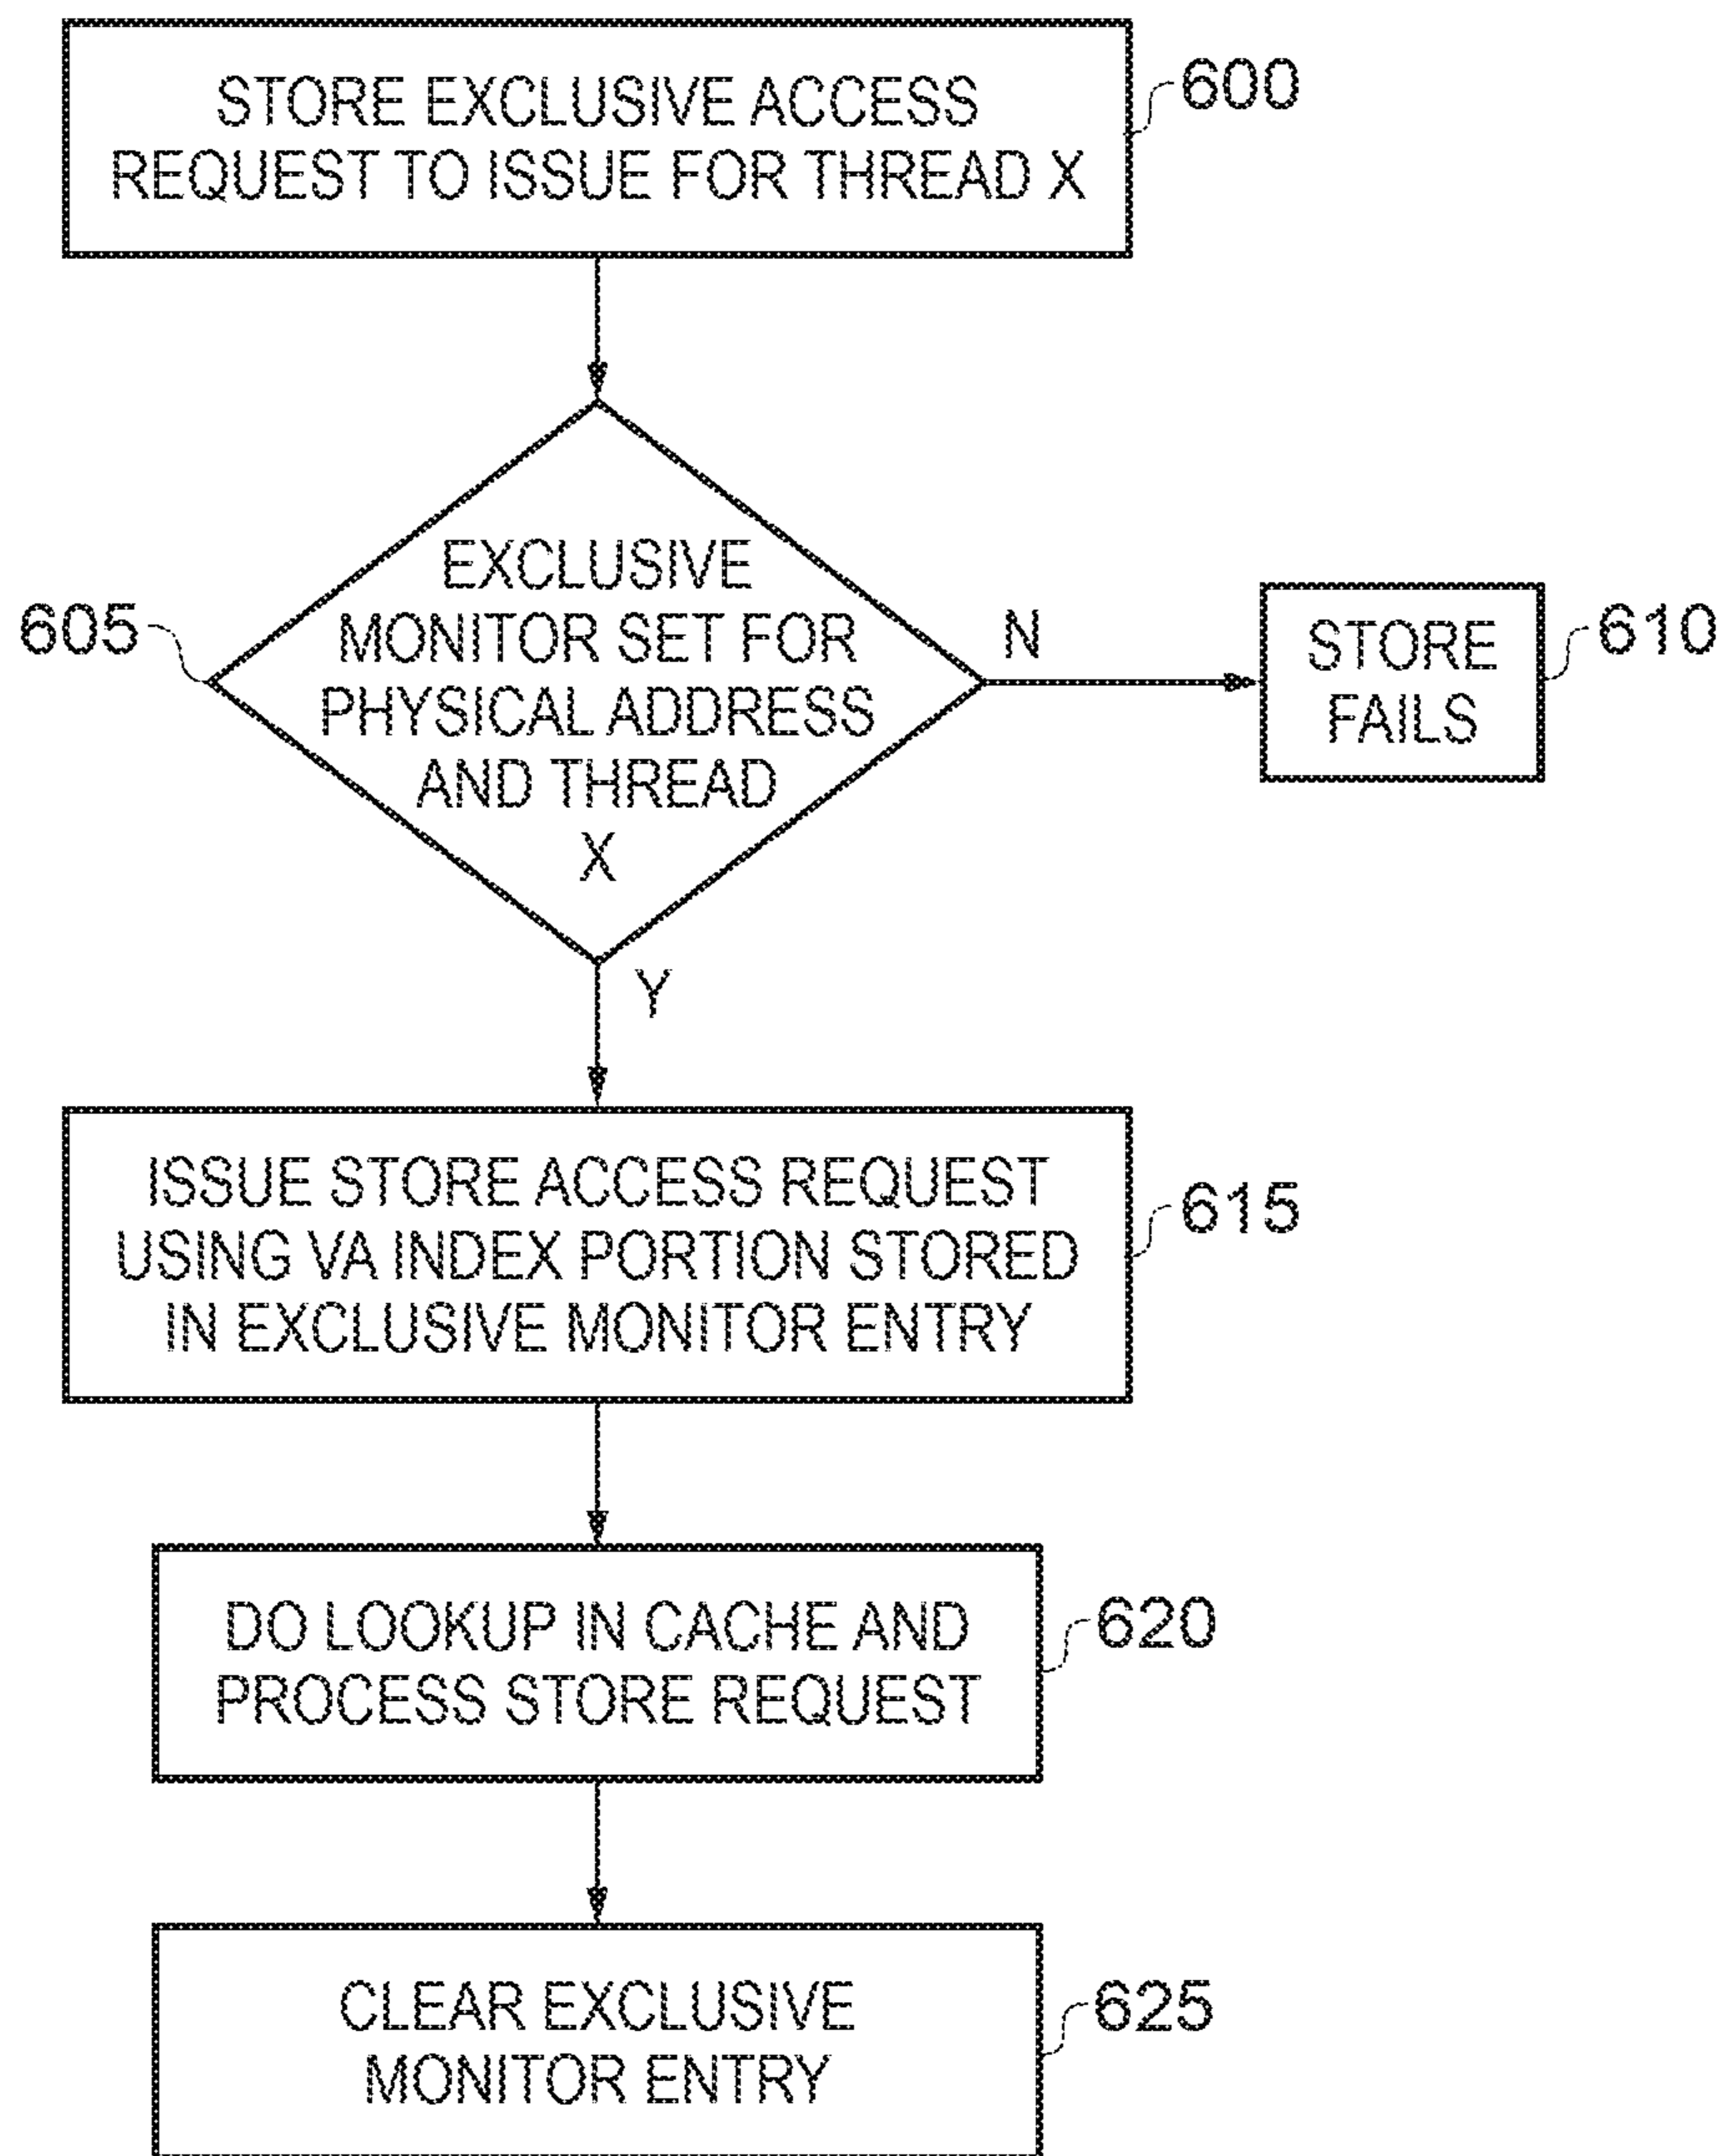 STORE EXCLUSIVE ACCESS
REQUEST TO ISSUE FOR THREAD X
600
EXCLUSIVE
MONITOR SET FOR
PHYSICAL ADDRESS
AND THREAD
X
605
N
STORE
FAILS
610
Y
ISSUE STORE ACCESS REQUEST
USING VA INDEX PORTION STORED
IN EXCLUSIVE MONITOR ENTRY
615
DO LOOKUP IN CACHE AND
PROCESS STORE REQUEST
620
CLEAR EXCLUSIVE
MONITOR ENTRY
625